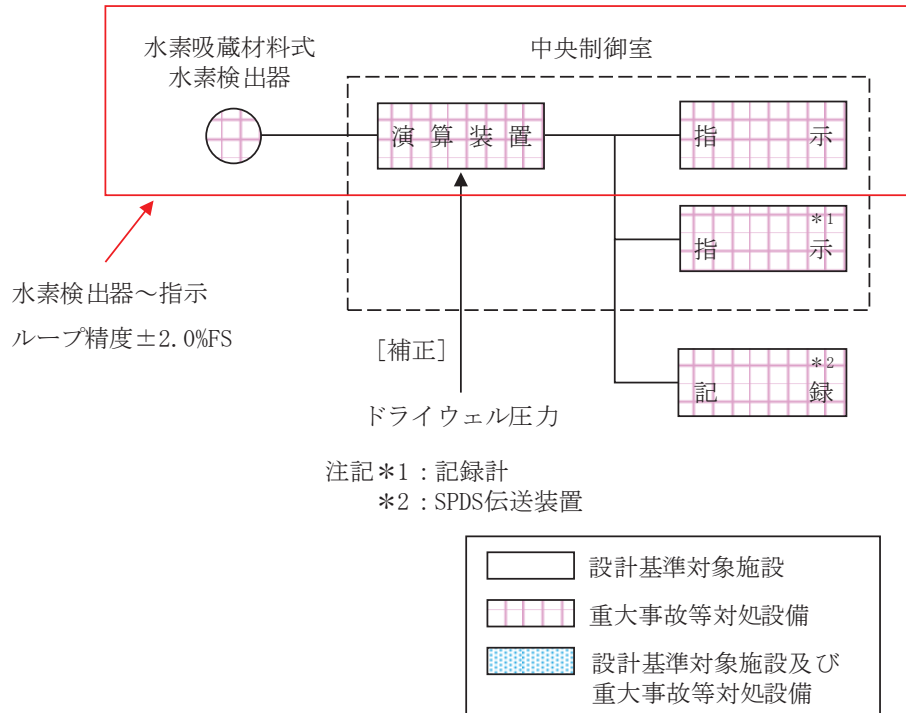 水素吸蔵材料式
水素検出器
中央制御室
演算装置
指示
指示 *1
水素検出器～指示
ループ精度±2.0%FS
[補正]
記録 *2
ドライウェル圧力
注記*1：記録計
*2：SPDS伝送装置
設計基準対象施設
重大事故等対処設備
設計基準対象施設及び
重大事故等対処設備